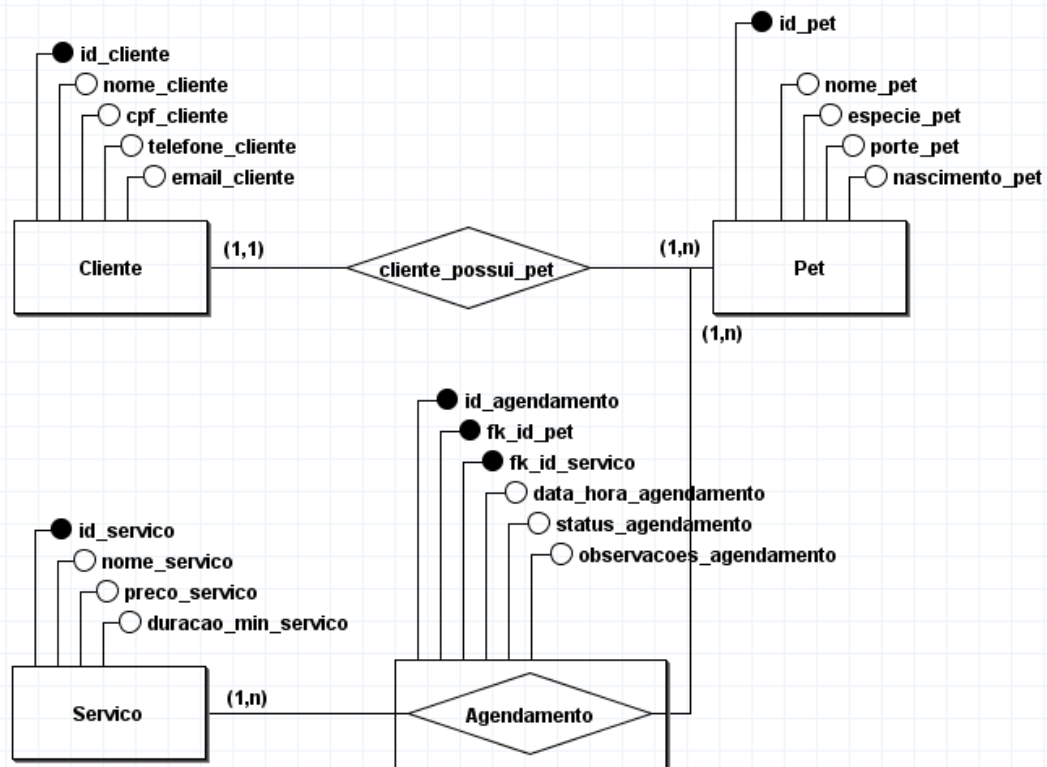 id_cliente
nome_cliente
cpf_cliente
telefone_cliente
email_cliente
Cliente
(1,1)
cliente_possui_pet
(1,n)
id_pet
nome_pet
especie_pet
porte_pet
nascimento_pet
Pet
(1,n)
id_agendamento
fk_id_pet
fk_id_servico
data_hora_agendamento
status_agendamento
observacoes_agendamento
id_servico
nome_servico
preco_servico
duracao_min_servico
Servico
(1,n)
Agendamento